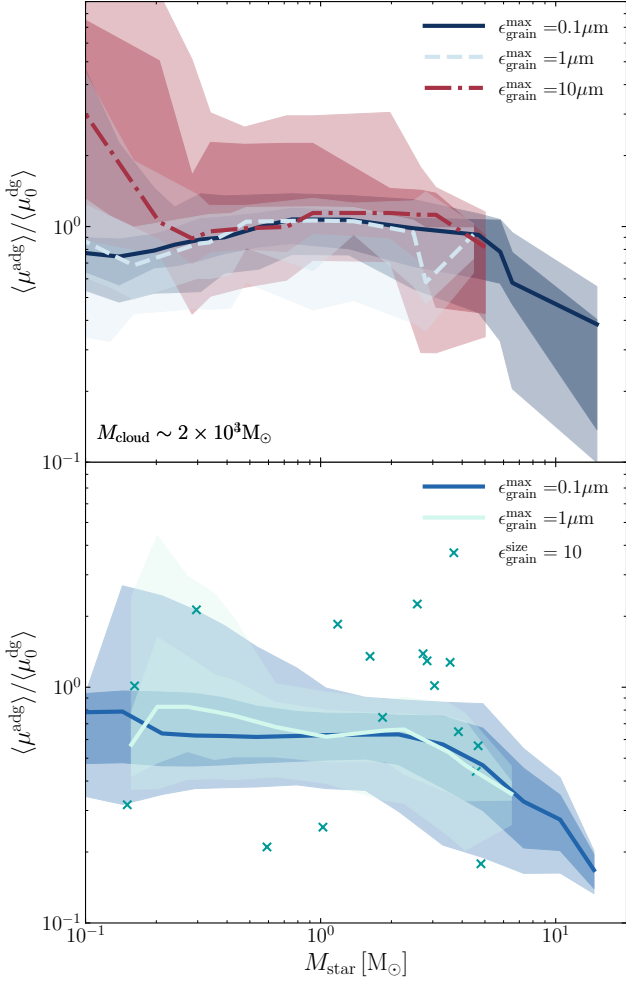 ϵ_grain^max =0.1μm
ϵ_grain^max =1μm
ϵ_grain^max =10μm
⟨μ^adg⟩/⟨μ_0^dg⟩
10^0
10^−1
M_cloud ∼ 2 × 10^3 M_⊙
ϵ_grain^max =0.1μm
ϵ_grain^max =1μm
ϵ_grain^size = 10
⟨μ^adg⟩/⟨μ_0^dg⟩
10^0
10^−1
10^−1 10^0 10^1
M_star [M_⊙]